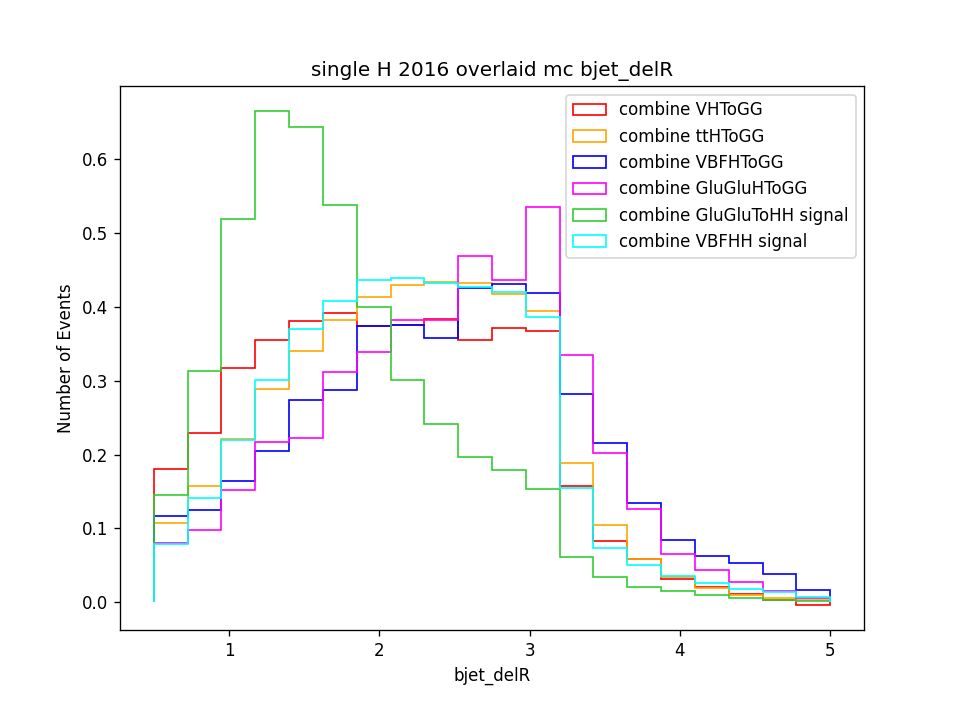 single H 2016 overlaid mc bjet_delR
combine VHToGG
combine ttHToGG
combine VBFHToGG
combine GluGluHToGG
combine GluGluToHH signal
combine VBFHH signal
Number of Events
0.6
0.5
0.4
0.3
0.2
0.1
0.0
1 2 3 4 5
bjet_delR